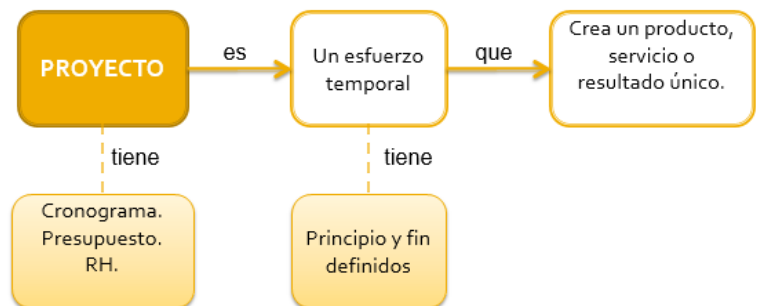 PROYECTO
es
Un esfuerzo
temporal
que
Crea un producto,
servicio o
resultado único.
tiene
tiene
Cronograma.
Presupuesto.
RH.
Principio y fin
definidos